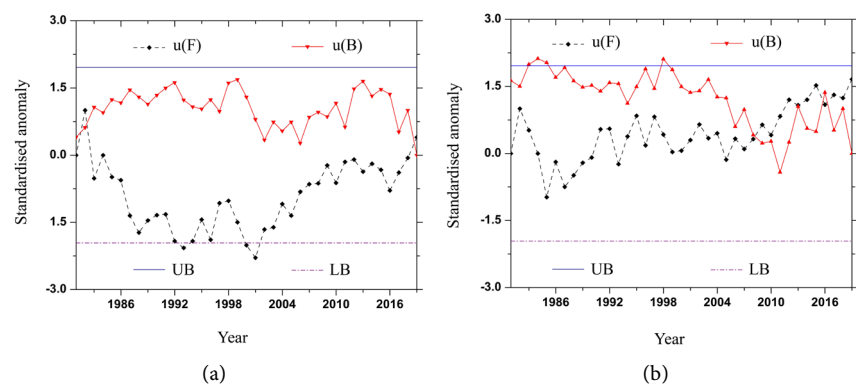 3.0
u(F) u(B)
1.5
0.0
1.5
UB LB
3.0
1986 1992 1998 2004 2010 2016
Standardised anomaly
Year
(a)
3.0
u(F) u(B)
1.5
0.0
1.5
UB LB
3.0
1986 1992 1998 2004 2010 2016
Standardised anomaly
Year
(b)